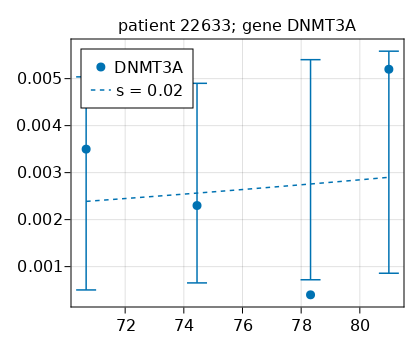 patient 22633; gene DNMT3A
DNMT3A
s = 0.02
0.005
0.004
0.003
0.002
0.001
72 74 76 78 80